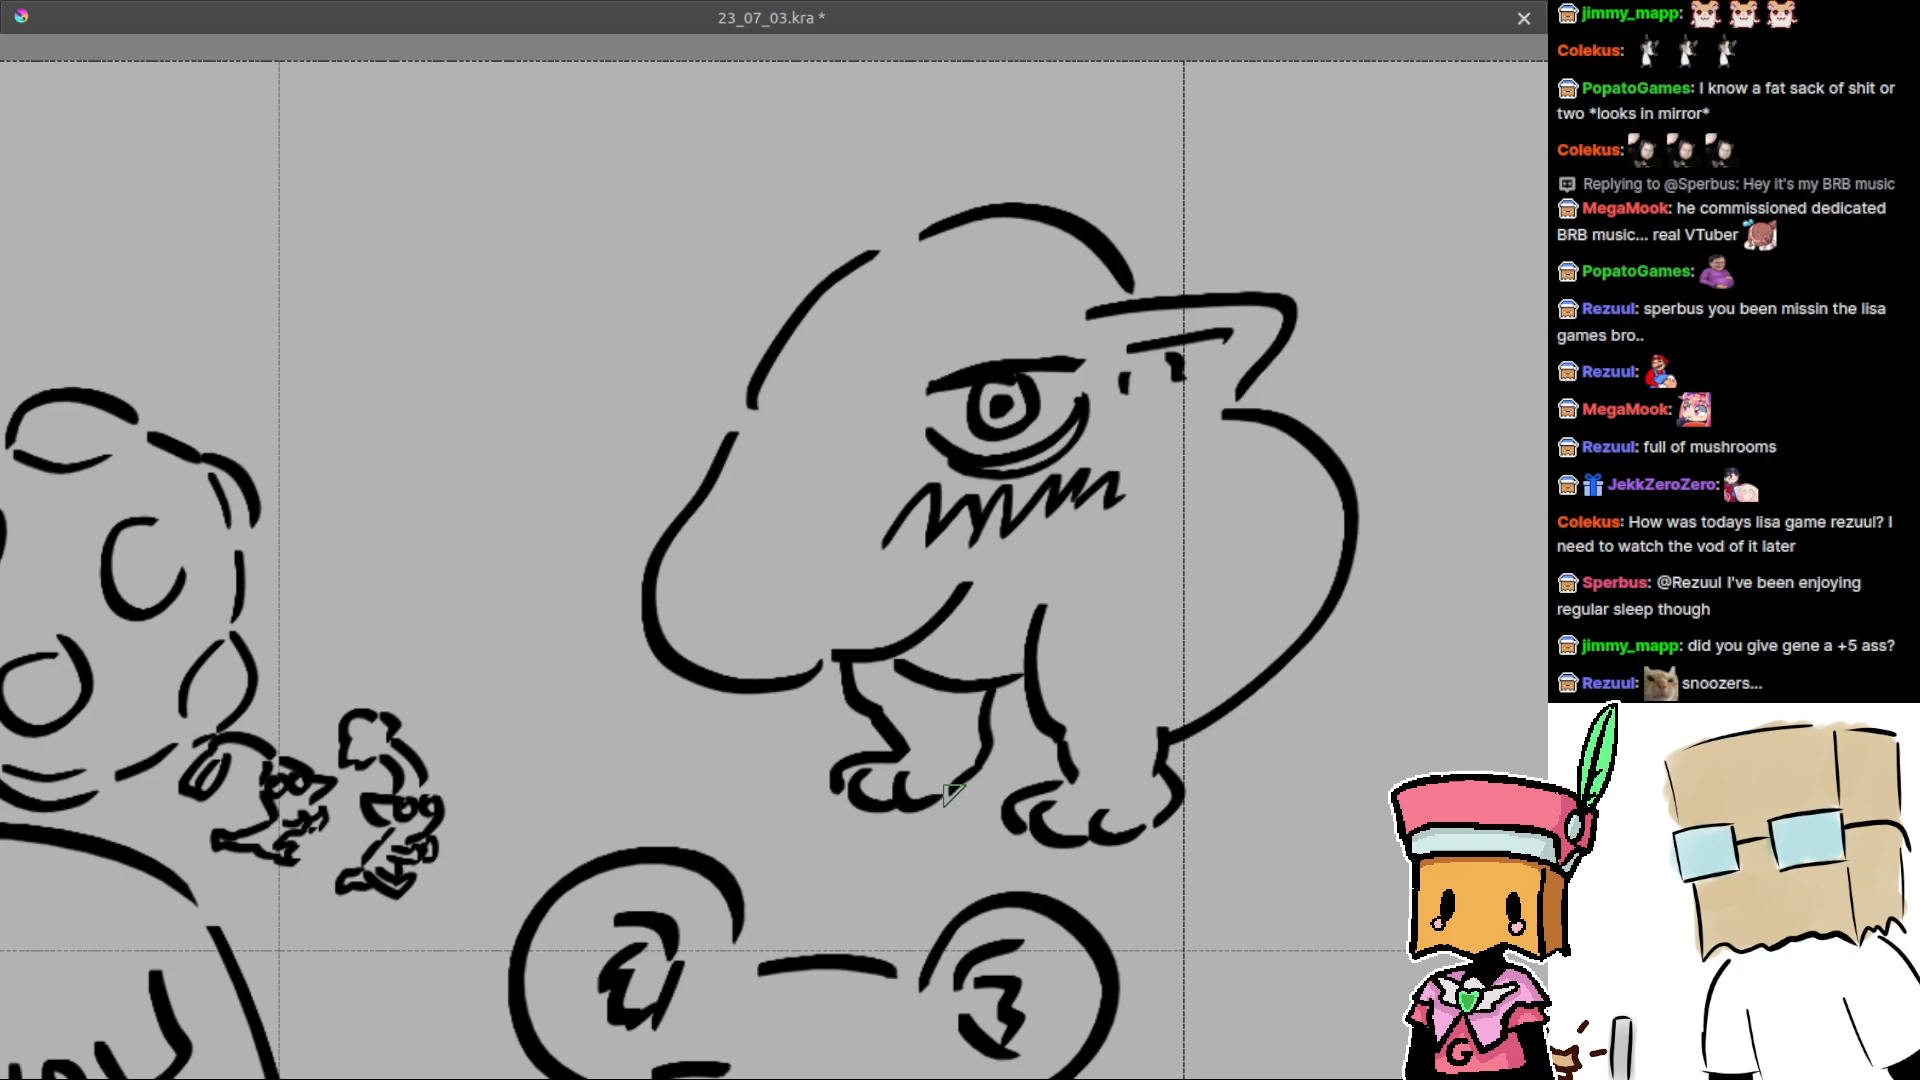 23_07_03.kra *
jimmy_mapp:
Colekus:
PopatoGames: I know a fat sack of shit or
two *looks in mirror*
Colekus:
Replying to @Sperbus: Hey it's my BRB music
MegaMook: he commissioned dedicated
BRB music... real VTuber
PopatoGames:
Rezuul: sperbus you been missin the lisa
games bro..
Rezuul:
MegaMook:
Rezuul: full of mushrooms
JekkZeroZero:
Colekus: How was todays lisa game rezuul? I
need to watch the vod of it later
Sperbus: @Rezuul I've been enjoying
regular sleep though
jimmy_mapp: did you give gene a +5 ass?
Rezuul: snoozers...
G